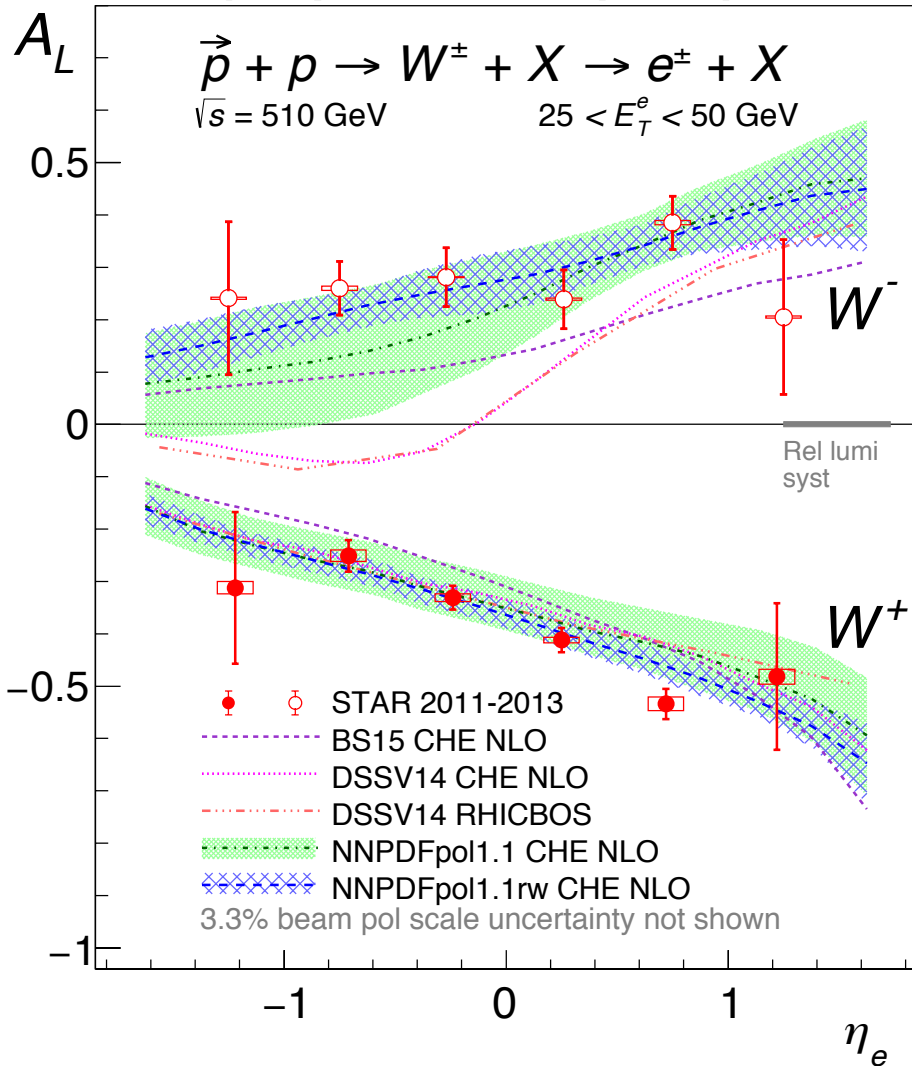 A_L
p⃗ + p → W^± + X → e^± + X
√s = 510 GeV
25 < E_T^e < 50 GeV
0.5
W^-
0
Rel lumi
syst
W^+
−0.5
STAR 2011-2013
BS15 CHE NLO
DSSV14 CHE NLO
DSSV14 RHICBOS
NNPDFpol1.1 CHE NLO
NNPDFpol1.1rw CHE NLO
3.3% beam pol scale uncertainty not shown
−1
−1 0 1
η_e